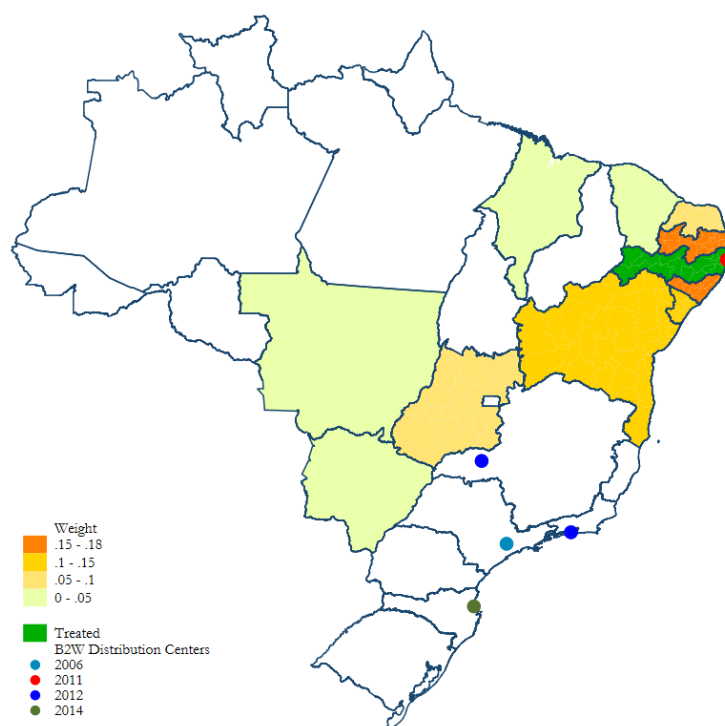 Weight
.15 - .18
.1 - .15
.05 - .1
0 - .05
Treated
B2W Distribution Centers
2006
2011
2012
2014